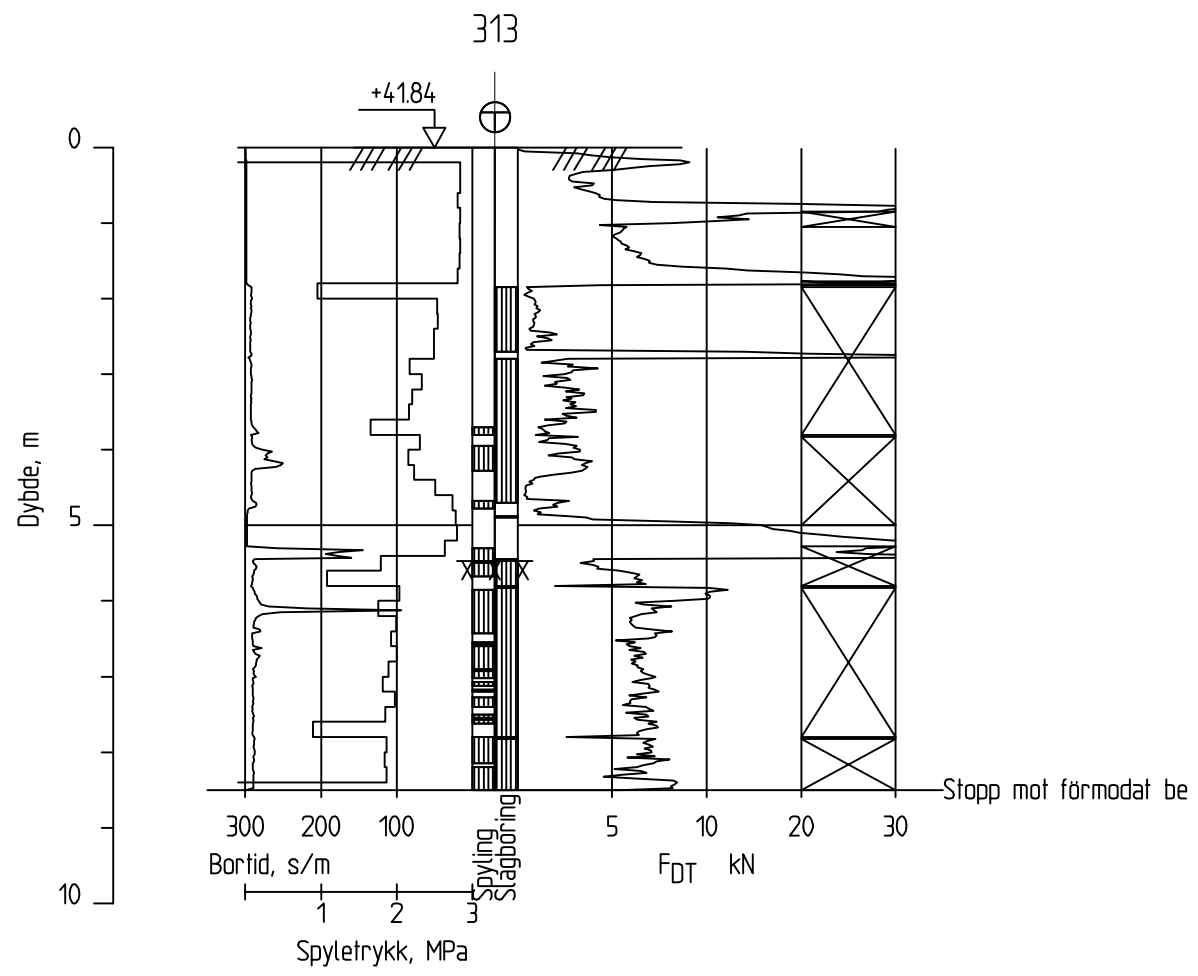 313
+41.84
0
Dybde, m
5
Stopp mot förmodat be
300 200 100 5 10 20 30
Spyling
Slagboring
Bortid, s/m
FDT kN
10
1 2 3
Spyletrykk, MPa